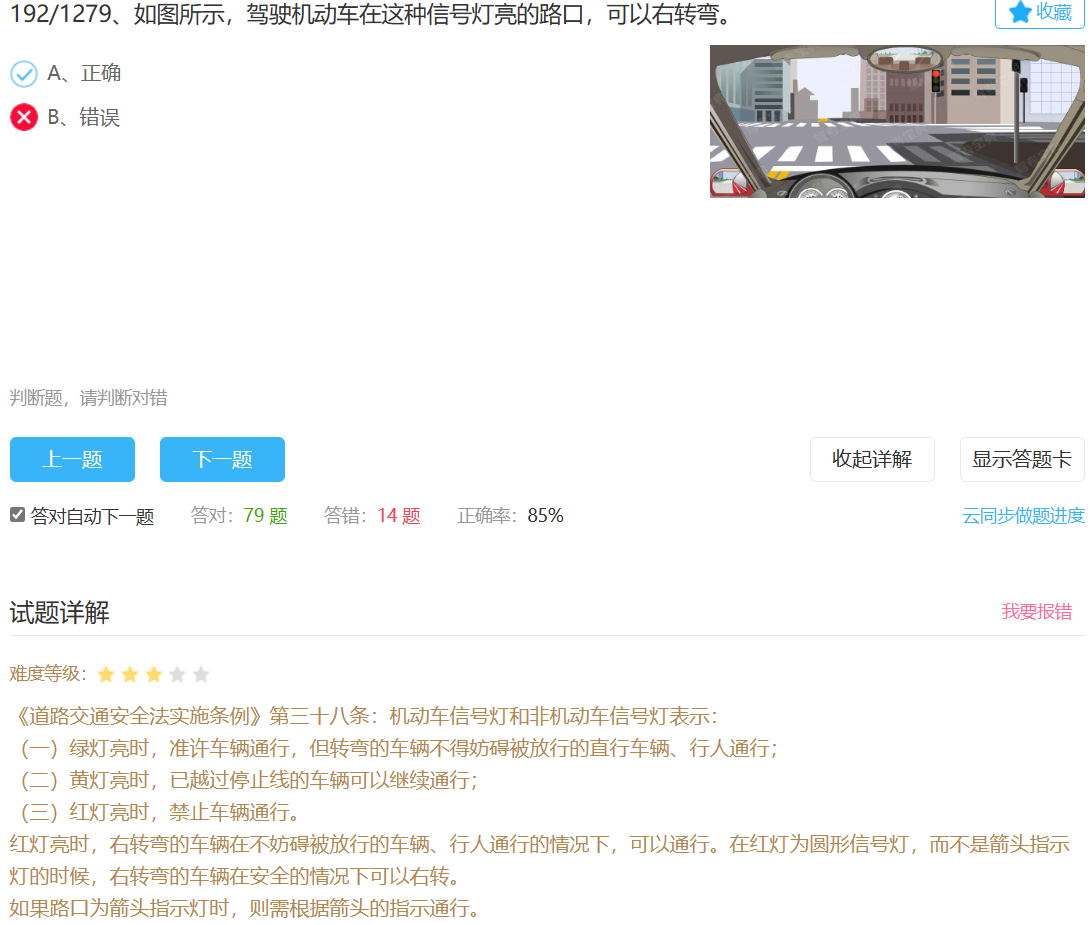 192/1279、如图所示，驾驶机动车在这种信号灯亮的路口，可以右转弯。
收藏
A、正确
B、错误
判断题，请判断对错
上一题
下一题
收起详解
显示答题卡
答对自动下一题 答对：79 题 答错：14 题 正确率：85%
云同步做题进度
试题详解
我要报错
难度等级：
《道路交通安全法实施条例》第三十八条：机动车信号灯和非机动车信号灯表示：
（一）绿灯亮时，准许车辆通行，但转弯的车辆不得妨碍被放行的直行车辆、行人通行；
（二）黄灯亮时，已越过停止线的车辆可以继续通行；
（三）红灯亮时，禁止车辆通行。
红灯亮时，右转弯的车辆在不妨碍被放行的车辆、行人通行的情况下，可以通行。在红灯为圆形信号灯，而不是箭头指示
灯的时候，右转弯的车辆在安全的情况下可以右转。
如果路口为箭头指示灯时，则需根据箭头的指示通行。